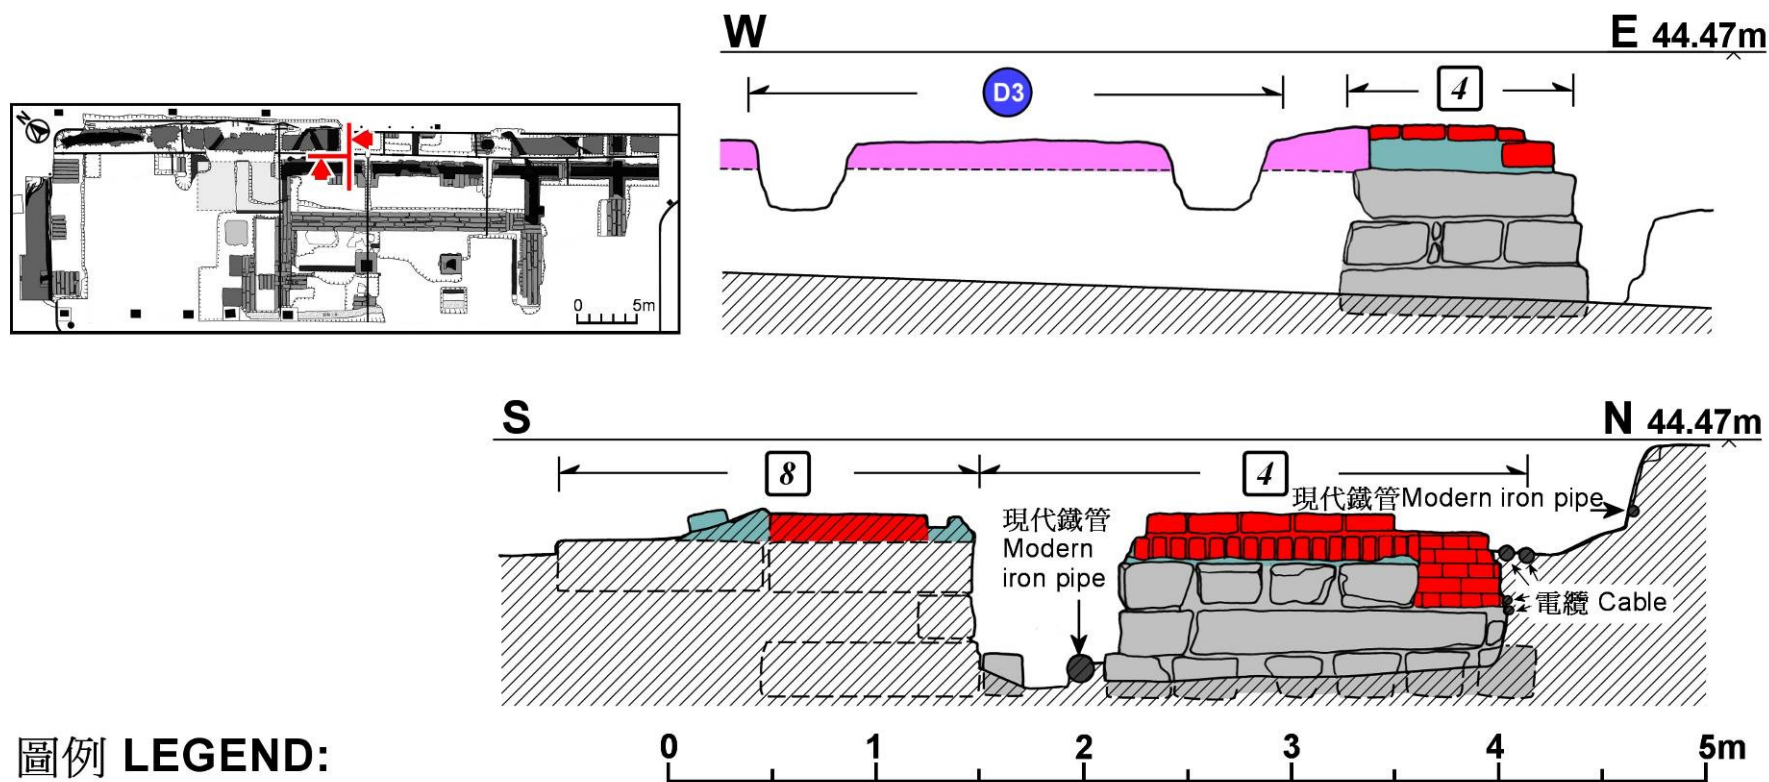 N
0 5m
W
E 44.47m
D3
4
S
N 44.47m
8
4
現代鐵管Modern iron pipe
現代鐵管
Modern
iron pipe
電纜 Cable
圖例 LEGEND:
0 1 2 3 4 5m